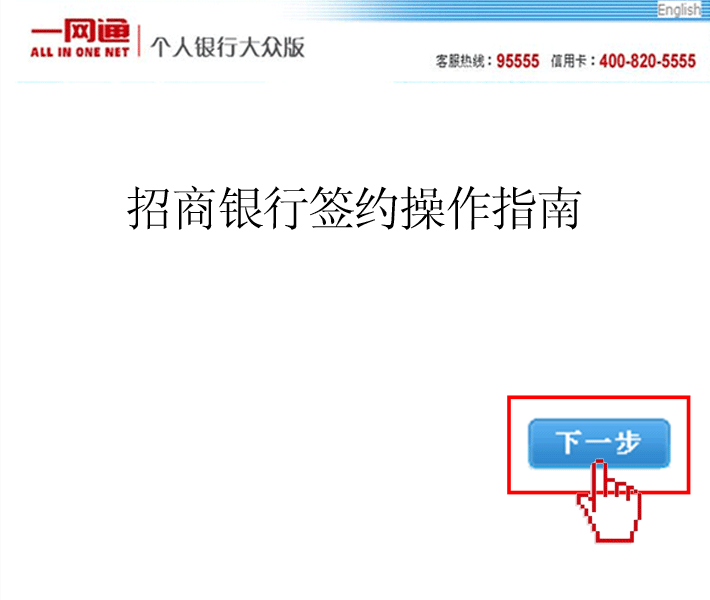 English
一网通
ALL IN ONE NET
个人银行大众版
客服热线：95555 信用卡：400-820-5555
招商银行签约操作指南
下一步